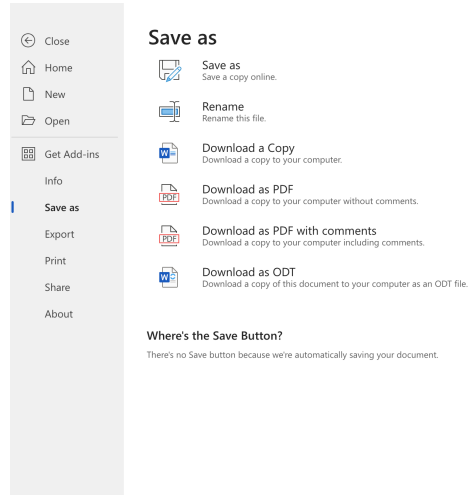 Close
Home
New
Open
Get Add-ins
Info
Save as
Export
Print
Share
About
Save as
Save as
Save a copy online.
Rename
Rename this file.
W
Download a Copy
Download a copy to your computer.
PDF
Download as PDF
Download a copy to your computer without comments.
PDF
Download as PDF with comments
Download a copy to your computer including comments.
W
Download as ODT
Download a copy of this document to your computer as an ODT file.
Where's the Save Button?
There's no Save button because we're automatically saving your document.